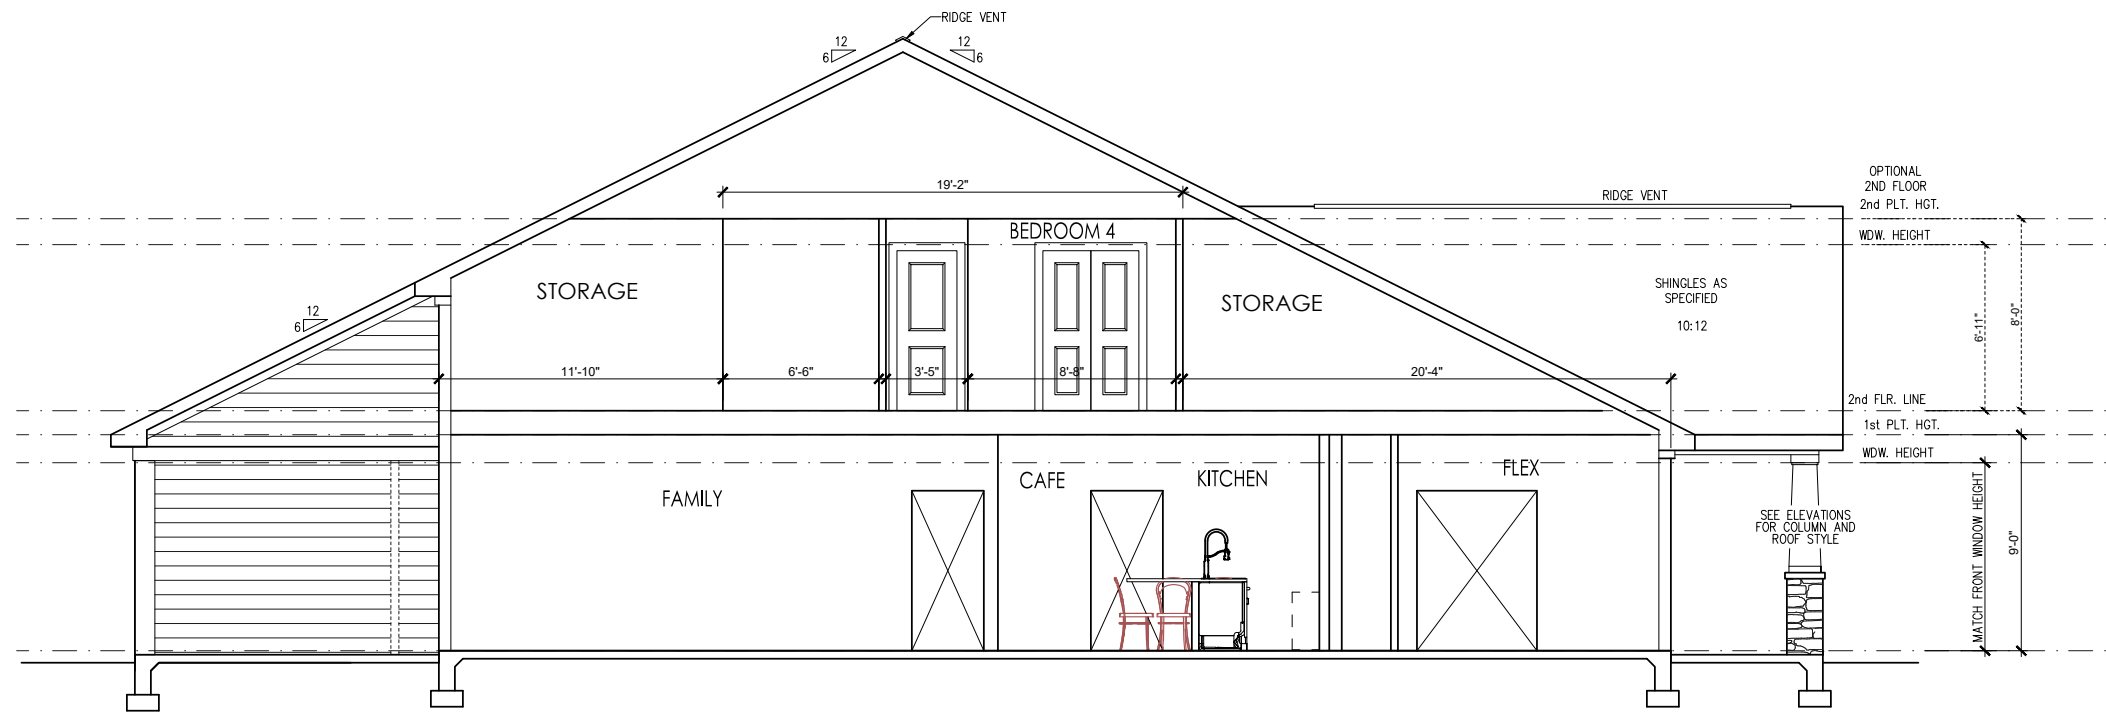 RIDGE VENT
12
6
12
6
OPTIONAL
2ND FLOOR
2nd PLT. HGT.
19'-2"
RIDGE VENT
BEDROOM 4
WDW. HEIGHT
STORAGE
STORAGE
SHINGLES AS
SPECIFIED
10:12
12
6
6'-11"
8'-0"
11'-10"
6'-6"
3'-5"
8'-8"
20'-4"
2nd FLR. LINE
1st PLT. HGT.
WDW. HEIGHT
FAMILY
CAFE
KITCHEN
FLEX
SEE ELEVATIONS
FOR COLUMN AND
ROOF STYLE
MATCH FRONT WINDOW HEIGHT
9'-0"